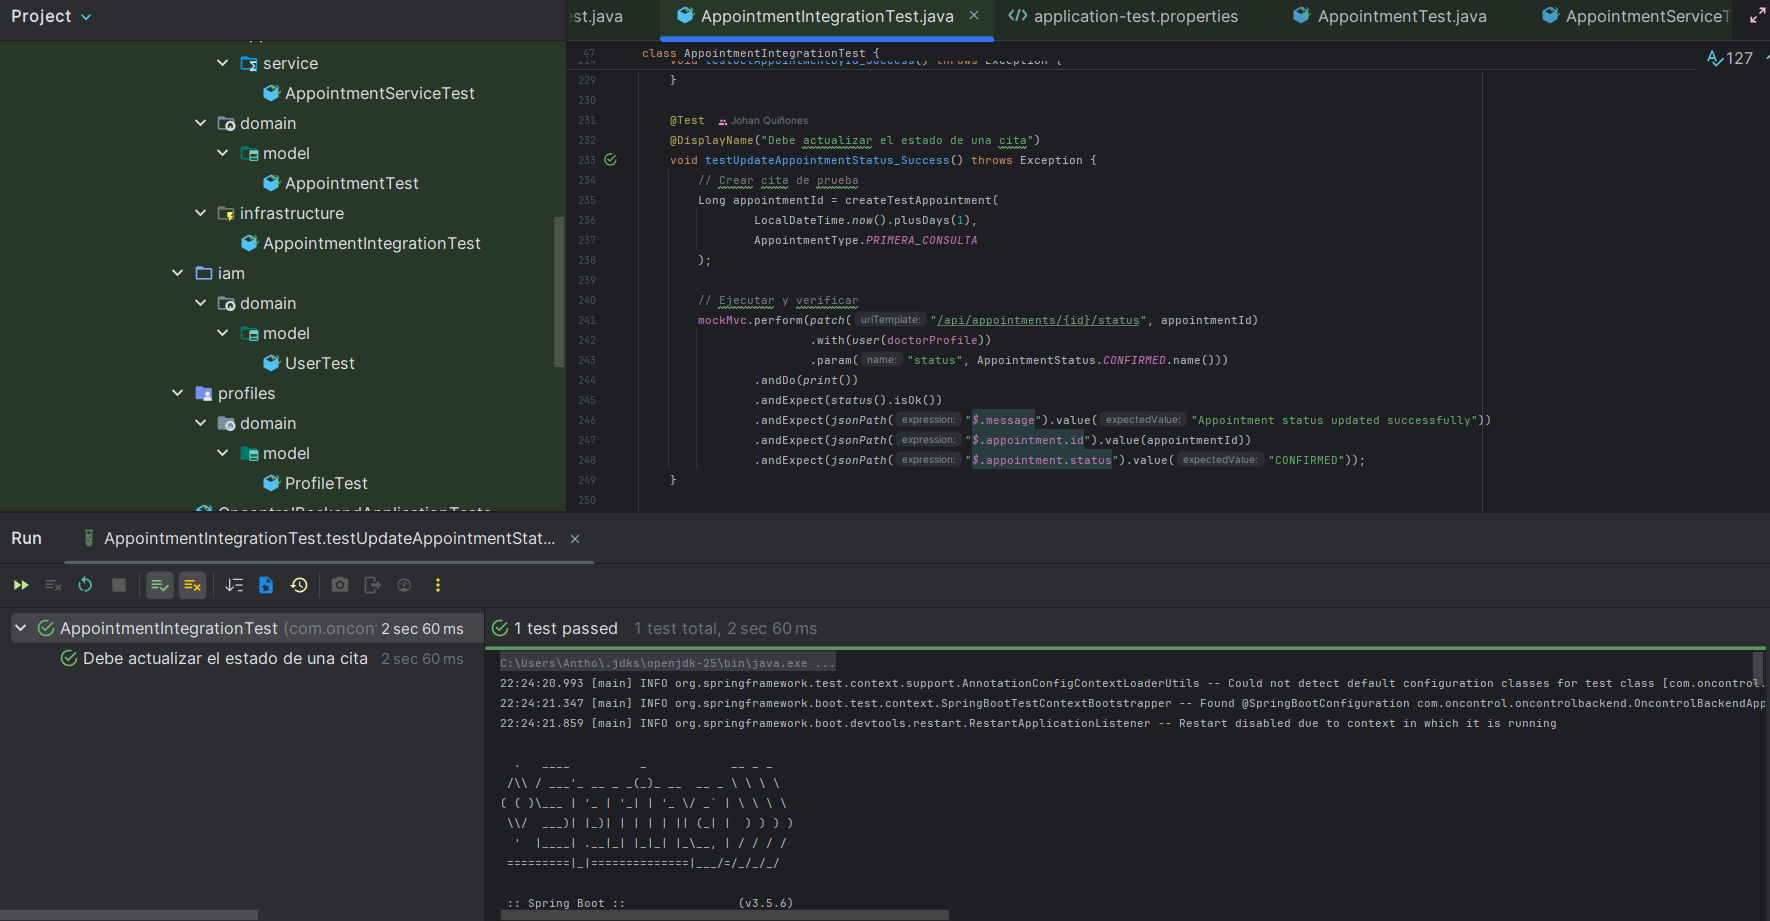 Project
est.java
AppointmentIntegrationTest.java
application-test.properties
AppointmentTest.java
AppointmentServiceT
service
AppointmentServiceTest
domain
model
AppointmentTest
infrastructure
AppointmentIntegrationTest
iam
domain
model
UserTest
profiles
domain
model
ProfileTest
OncontrolBackendApplicationTests
127
47 class AppointmentIntegrationTest {
214 void testGetAppointmentById_Success() throws Exception {
229 }
230
231 @Test Johan Quiñones
232 @DisplayName("Debe actualizar el estado de una cita")
233 void testUpdateAppointmentStatus_Success() throws Exception {
234 // Crear cita de prueba
235 Long appointmentId = createTestAppointment(
236 LocalDateTime.now().plusDays(1),
237 AppointmentType.PRIMERA_CONSULTA
238 );
239
240 // Ejecutar y verificar
241 mockMvc.perform(patch( uriTemplate: "/api/appointments/{id}/status", appointmentId)
242 .with(user(doctorProfile))
243 .param( name: "status", AppointmentStatus.CONFIRMED.name()))
244 .andDo(print())
245 .andExpect(status().isOk())
246 .andExpect(jsonPath( expression: "$.message").value( expectedValue: "Appointment status updated successfully"))
247 .andExpect(jsonPath( expression: "$.appointment.id").value(appointmentId))
248 .andExpect(jsonPath( expression: "$.appointment.status").value( expectedValue: "CONFIRMED"));
249 }
250
Run
AppointmentIntegrationTest.testUpdateAppointmentStat...
AppointmentIntegrationTest (com.oncon 2 sec 60 ms
Debe actualizar el estado de una cita 2 sec 60 ms
1 test passed 1 test total, 2 sec 60 ms
C:\Users\Antho\.jdks\openjdk-25\bin\java.exe ...
22:24:20.993 [main] INFO org.springframework.test.context.support.AnnotationConfigContextLoaderUtils -- Could not detect default configuration classes for test class [com.oncontrol.
22:24:21.347 [main] INFO org.springframework.boot.test.context.SpringBootTestContextBootstrapper -- Found @SpringBootConfiguration com.oncontrol.oncontrolbackend.OncontrolBackendApp
22:24:21.859 [main] INFO org.springframework.boot.devtools.restart.RestartApplicationListener -- Restart disabled due to context in which it is running
  .   ____          _            __ _ _
 /\\ / ___'_ __ _ _(_)_ __  __ _ \ \ \ \
( ( )\___ | '_ | '_| | '_ \/ _` | \ \ \ \
 \\/  ___)| |_)| | | | | || (_| |  ) ) ) )
  '  |____| .__|_| |_|_| |_\__, | / / / /
 =========|_|==============|___/=/_/_/_/
 :: Spring Boot ::                (v3.5.6)